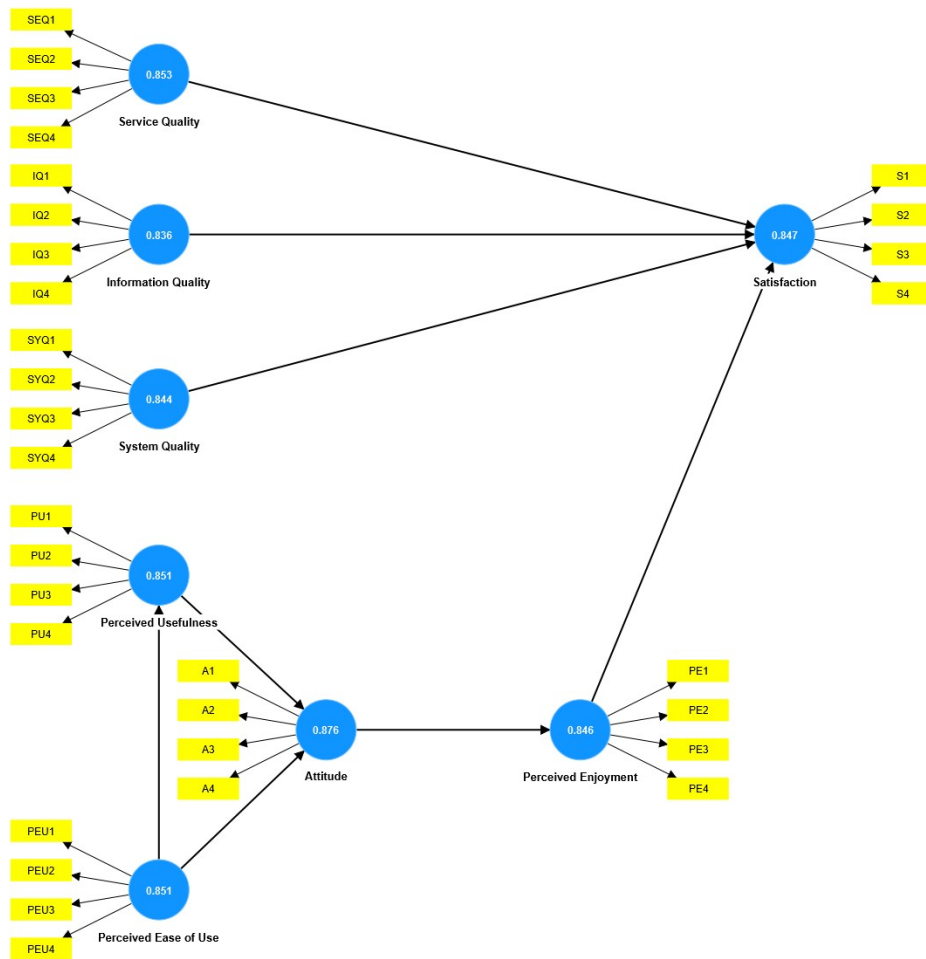 SEQ1
SEQ2
SEQ3
SEQ4
0.853
Service Quality
IQ1
IQ2
IQ3
IQ4
0.836
Information Quality
S1
S2
S3
S4
0.847
Satisfaction
SYQ1
SYQ2
SYQ3
SYQ4
0.844
System Quality
PU1
PU2
PU3
PU4
0.851
Perceived Usefulness
A1
A2
A3
A4
0.876
Attitude
0.846
Perceived Enjoyment
PE1
PE2
PE3
PE4
PEU1
PEU2
PEU3
PEU4
0.851
Perceived Ease of Use